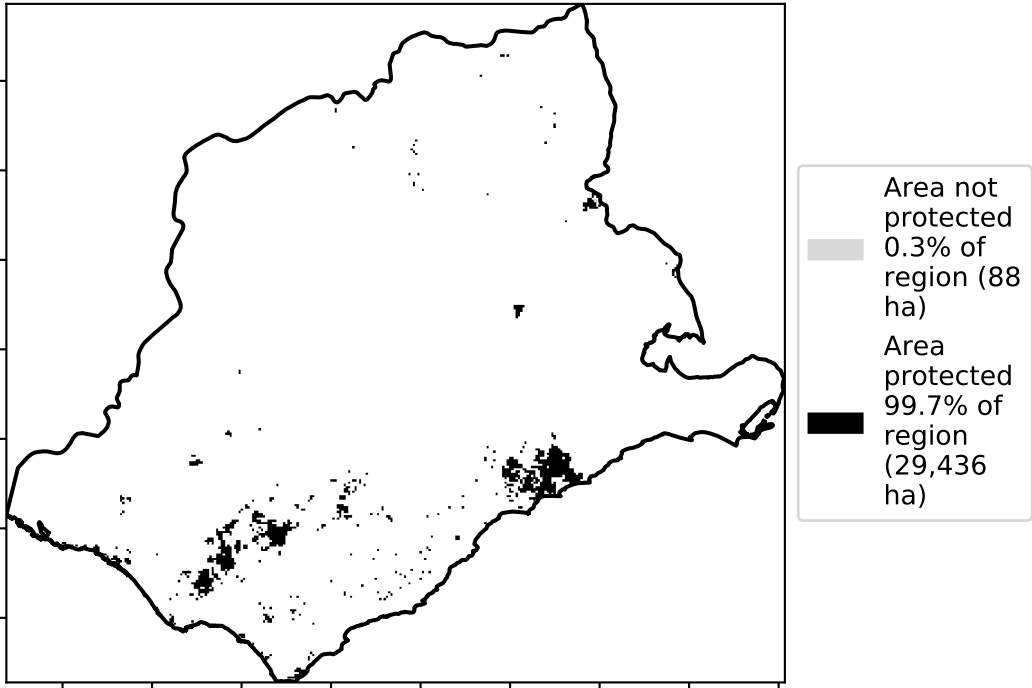 Area not
protected
0.3% of
region (88
ha)
Area
protected
99.7% of
region
(29,436
ha)